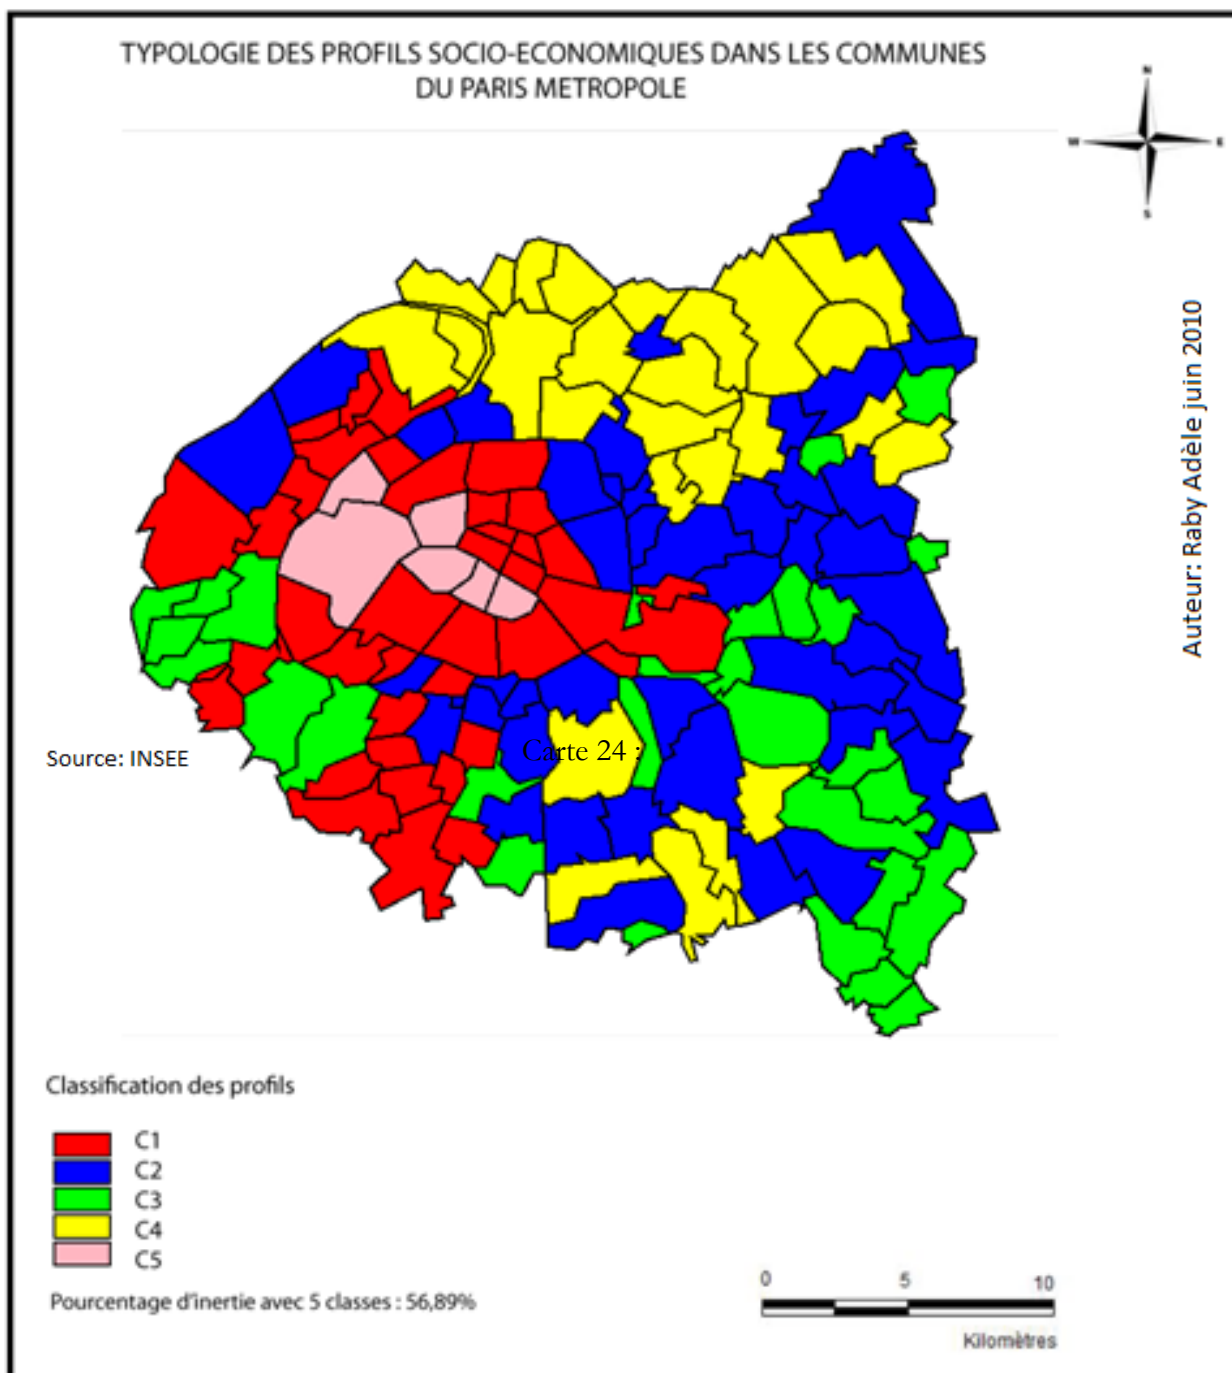 TYPOLOGIE DES PROFILS SOCIO-ECONOMIQUES DANS LES COMMUNES
DU PARIS METROPOLE
N
W
E
S
Auteur: Raby Adèle juin 2010
Source: INSEE
Carte 24 :
Classification des profils
C1
C2
C3
C4
C5
Pourcentage d'inertie avec 5 classes : 56,89%
0 5 10
Kilomètres